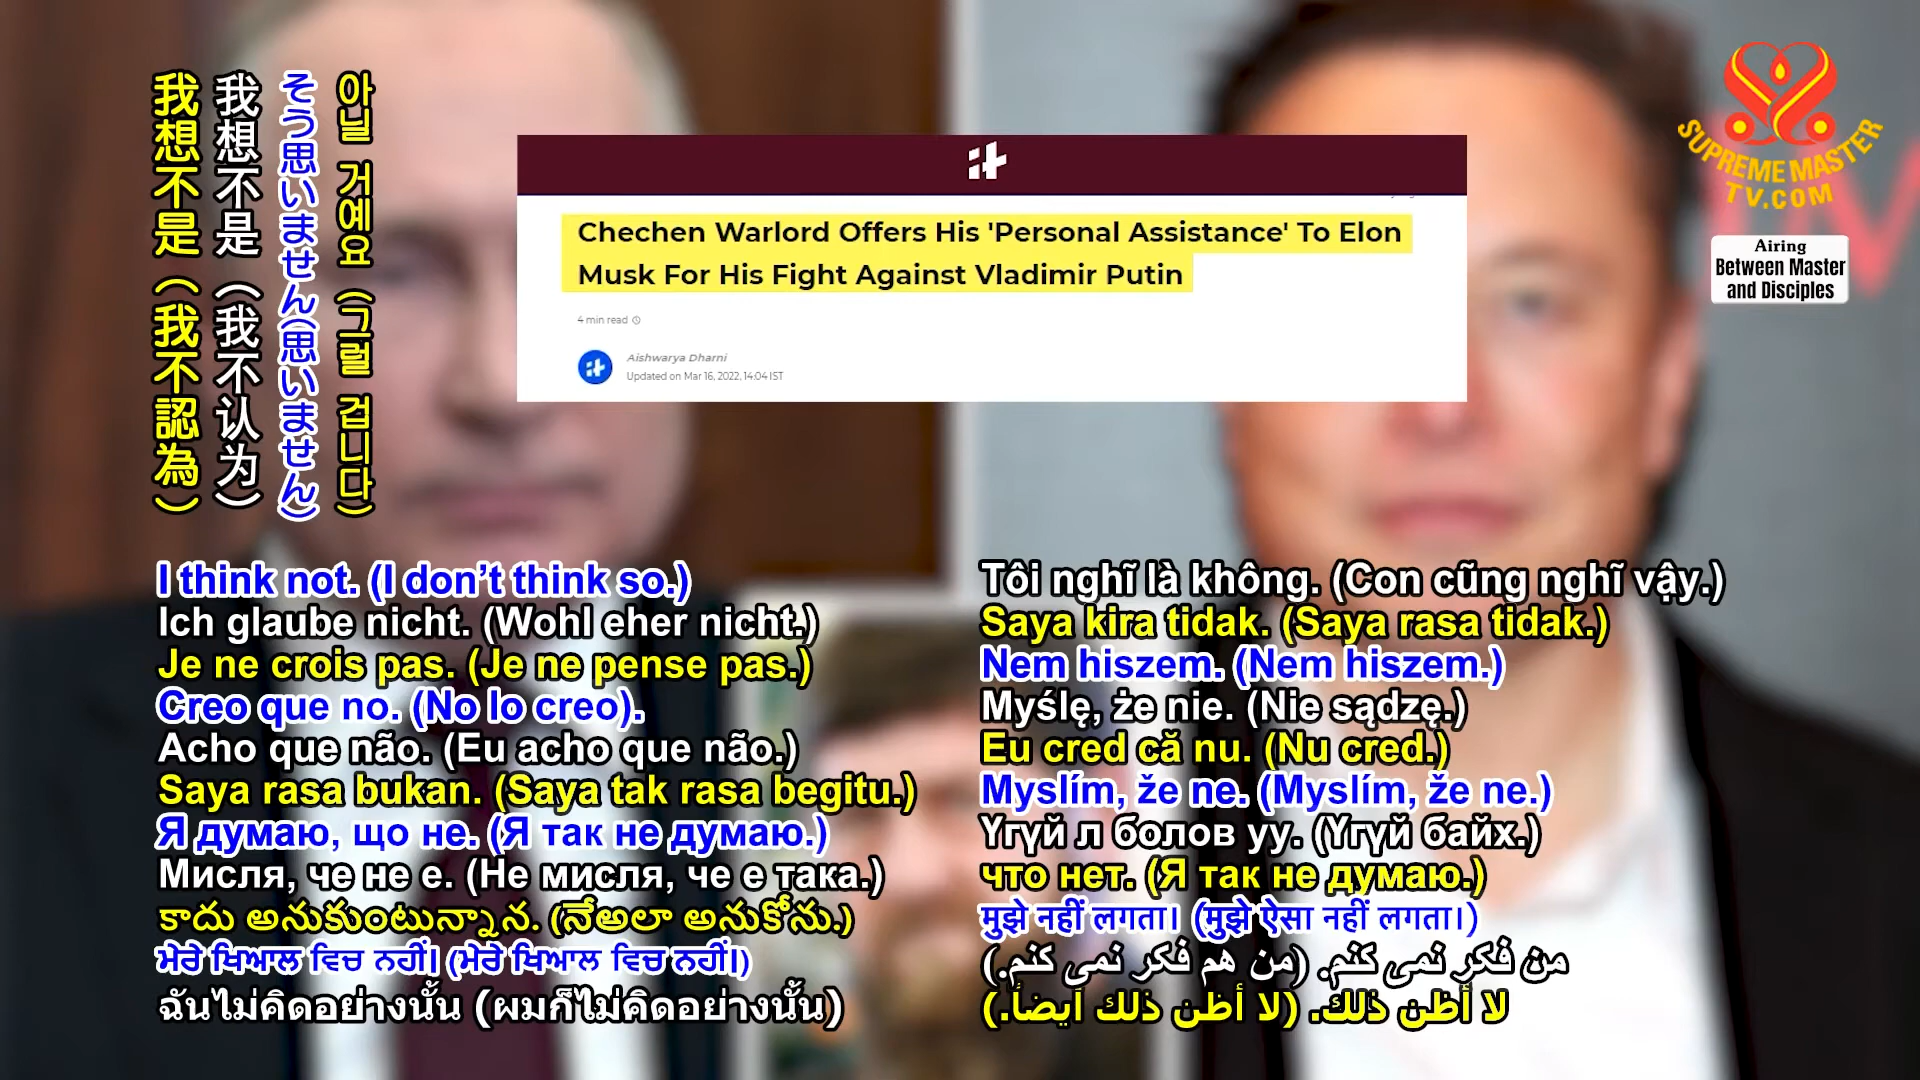 我想不是（我不認為）
我想不是（我不认为）
そう思いません(思いません)
아닐 거예요 (그럴 겁니다)
Chechen Warlord Offers His 'Personal Assistance' To Elon
Musk For His Fight Against Vladimir Putin
4 min read
Aishwarya Dharni
Updated on Mar 16, 2022, 14:04 IST
SUPREME MASTER
TV.COM
Airing
Between Master
and Disciples
I think not. (I don't think so.)
Ich glaube nicht. (Wohl eher nicht.)
Je ne crois pas. (Je ne pense pas.)
Creo que no. (No lo creo).
Acho que não. (Eu acho que não.)
Saya rasa bukan. (Saya tak rasa begitu.)
Я думаю, що не. (Я так не думаю.)
Мисля, че не е. (Не мисля, че е така.)
కాదు అనుకుంటున్నాన. (నేఅలా అనుకోను.)
ਮੇਰੇ ਖਿਆਲ ਵਿਚ ਨਹੀਂ। (ਮੇਰੇ ਖਿਆਲ ਵਿਚ ਨਹੀਂ।)
ฉันไม่คิดอย่างนั้น (ผมก็ไม่คิดอย่างนั้น)
Tôi nghĩ là không. (Con cũng nghĩ vậy.)
Saya kira tidak. (Saya rasa tidak.)
Nem hiszem. (Nem hiszem.)
Myślę, że nie. (Nie sądzę.)
Eu cred că nu. (Nu cred.)
Myslím, že ne. (Myslím, že ne.)
Үгүй л болов уу. (Үгүй байх.)
что нет. (Я так не думаю.)
मुझे नहीं लगता। (मुझे ऐसा नहीं लगता।)
من فکر نمی کنم. (من هم فکر نمی کنم.)
لا أظن ذلك. (لا أظن ذلك أيضاً.)